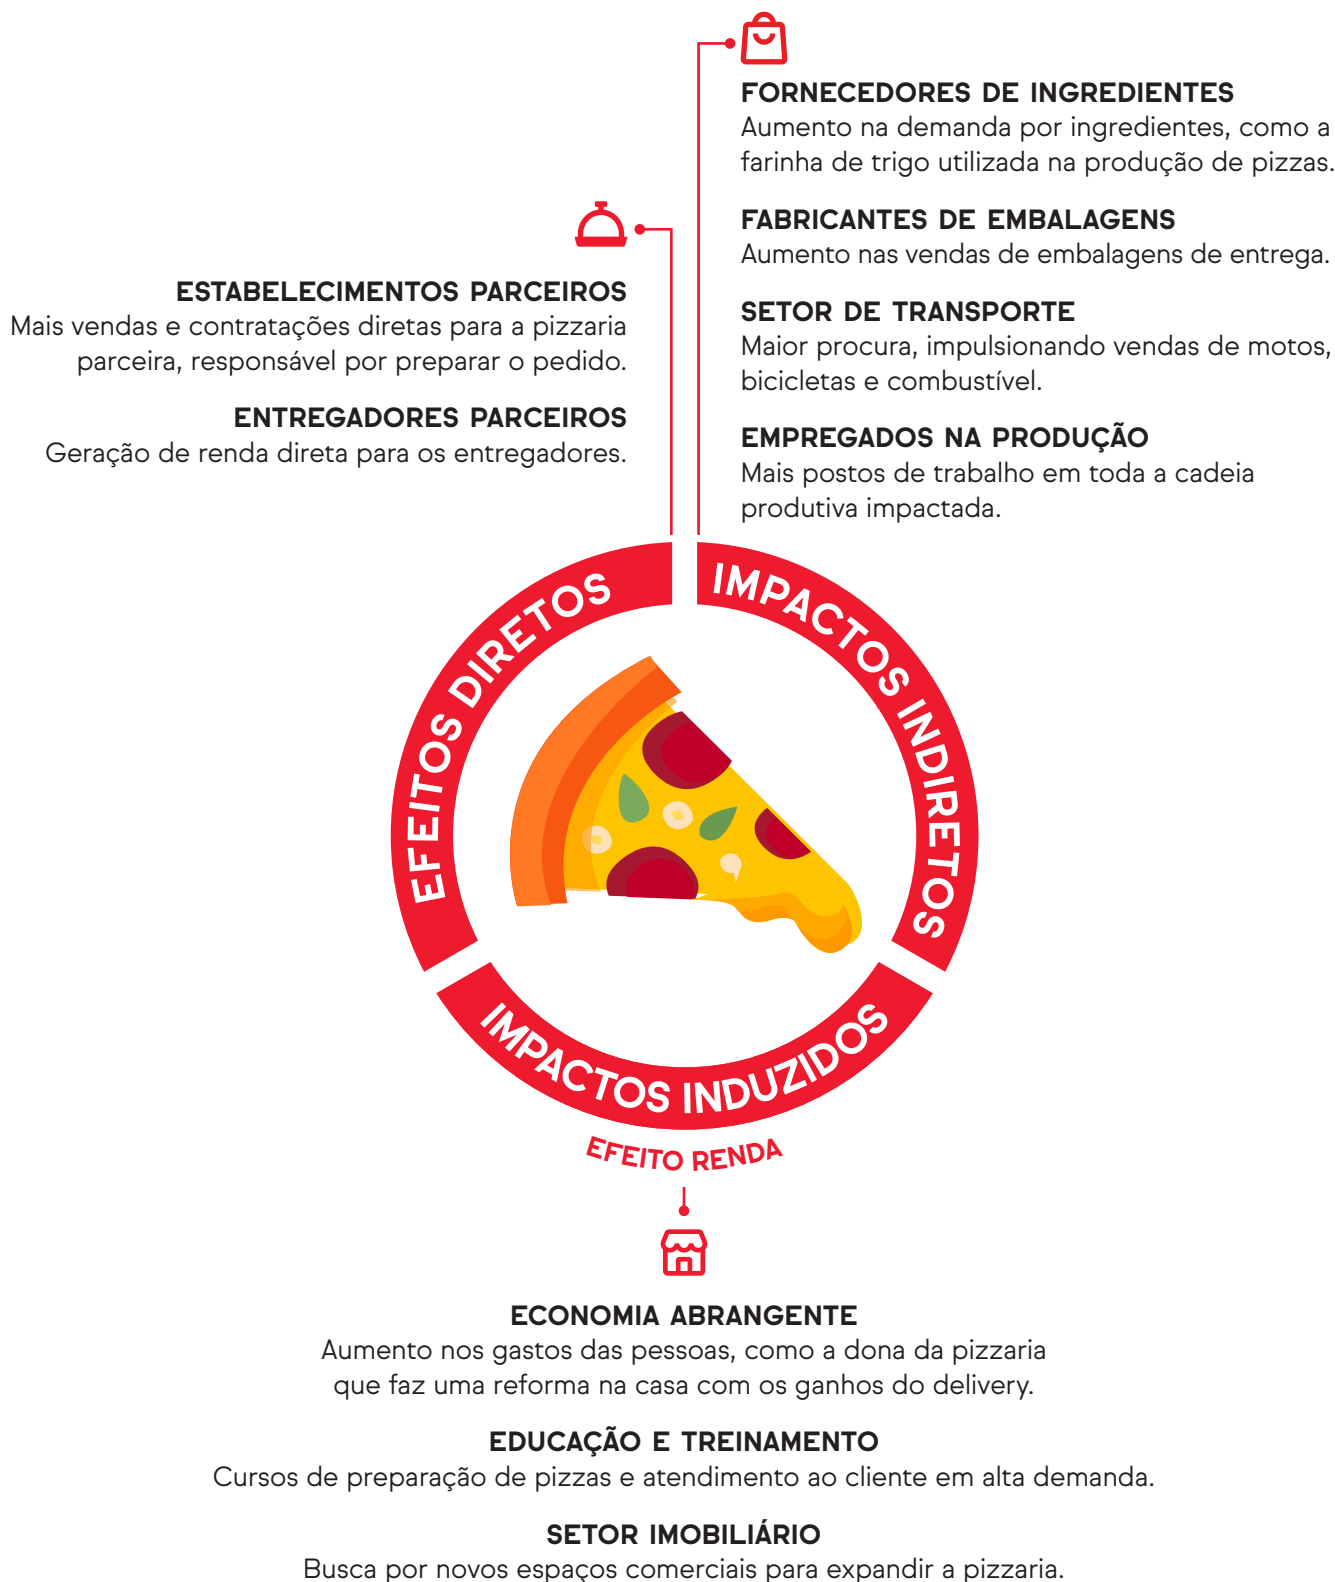 FORNECEDORES DE INGREDIENTES
Aumento na demanda por ingredientes, como a
farinha de trigo utilizada na produção de pizzas.
FABRICANTES DE EMBALAGENS
Aumento nas vendas de embalagens de entrega.
SETOR DE TRANSPORTE
Maior procura, impulsionando vendas de motos,
bicicletas e combustível.
EMPREGADOS NA PRODUÇÃO
Mais postos de trabalho em toda a cadeia
produtiva impactada.
ESTABELECIMENTOS PARCEIROS
Mais vendas e contratações diretas para a pizzaria
parceira, responsável por preparar o pedido.
ENTREGADORES PARCEIROS
Geração de renda direta para os entregadores.
EFEITOS DIRETOS
IMPACTOS INDIRETOS
IMPACTOS INDUZIDOS
EFEITO RENDA
ECONOMIA ABRANGENTE
Aumento nos gastos das pessoas, como a dona da pizzaria
que faz uma reforma na casa com os ganhos do delivery.
EDUCAÇÃO E TREINAMENTO
Cursos de preparação de pizzas e atendimento ao cliente em alta demanda.
SETOR IMOBILIÁRIO
Busca por novos espaços comerciais para expandir a pizzaria.